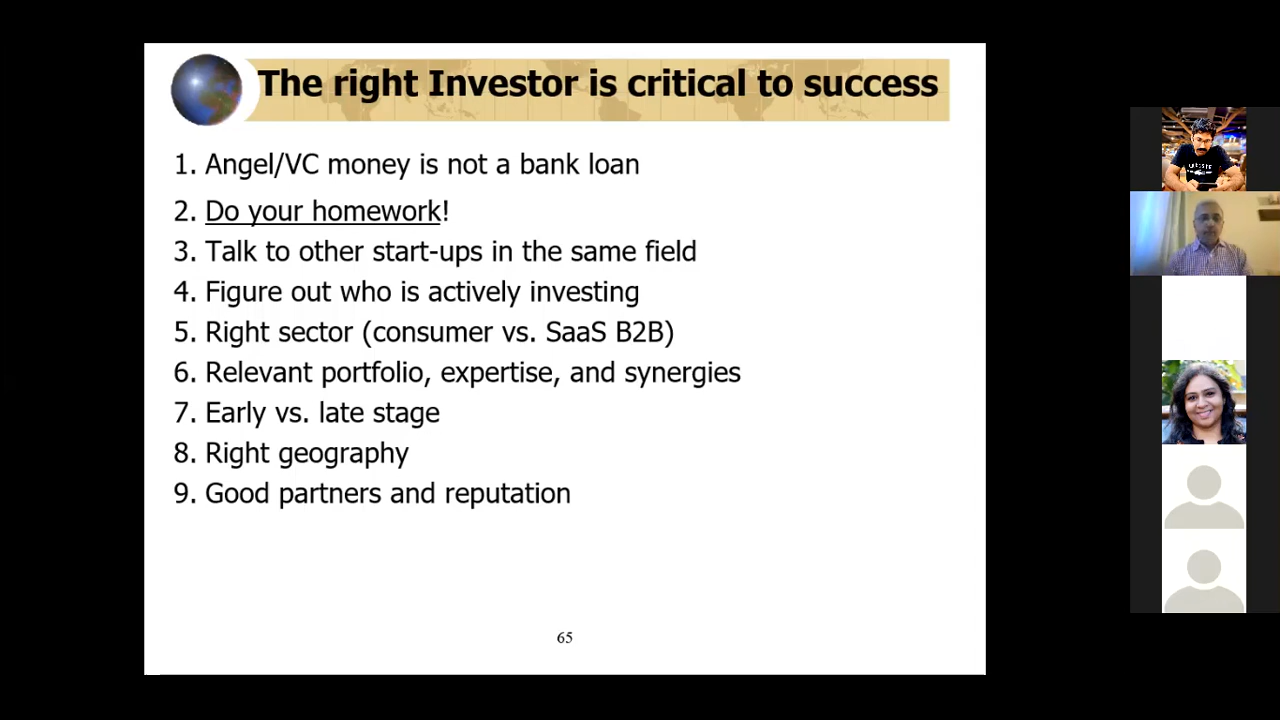 The right Investor is critical to success
1. Angel/VC money is not a bank loan
2. Do your homework!
3. Talk to other start-ups in the same field
4. Figure out who is actively investing
5. Right sector (consumer vs. SaaS B2B)
6. Relevant portfolio, expertise, and synergies
7. Early vs. late stage
8. Right geography
9. Good partners and reputation
65